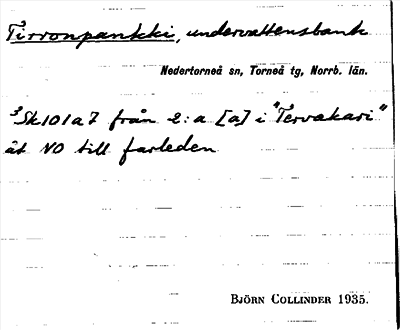 Tirronpankki, undervattensbank
Nedertorneå sn, Torneå tg, Norrb. län.
³Sk101a7 från 2:a [a] i "Tervakari"
åt NO till farleden
BJÖRN COLLINDER 1935.